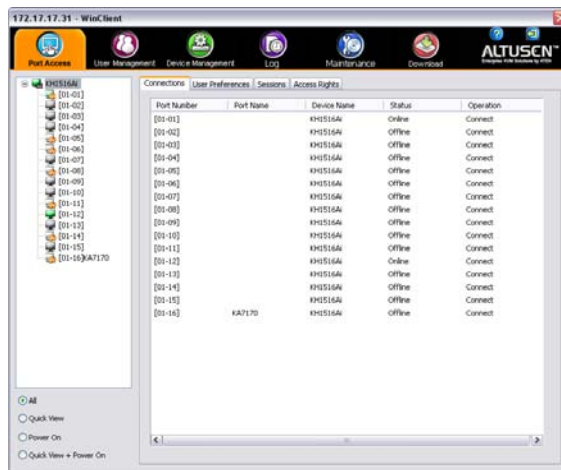 172.17.17.31 - WinClient
Port Access User Management Device Management Log Maintenance Download
ALTUSEN™
Enterprise KVM Solutions by ATEN
KH1516Ai
[01-01]
[01-02]
[01-03]
[01-04]
[01-05]
[01-06]
[01-07]
[01-08]
[01-09]
[01-10]
[01-11]
[01-12]
[01-13]
[01-14]
[01-15]
[01-16]KA7170
All
Quick View
Power On
Quick View + Power On
Connections User Preferences Sessions Access Rights
Port Number Port Name Device Name Status Operation
[01-01] KH1516Ai Online Connect
[01-02] KH1516Ai Offline Connect
[01-03] KH1516Ai Offline Connect
[01-04] KH1516Ai Offline Connect
[01-05] KH1516Ai Offline Connect
[01-06] KH1516Ai Offline Connect
[01-07] KH1516Ai Offline Connect
[01-08] KH1516Ai Offline Connect
[01-09] KH1516Ai Offline Connect
[01-10] KH1516Ai Offline Connect
[01-11] KH1516Ai Offline Connect
[01-12] KH1516Ai Online Connect
[01-13] KH1516Ai Offline Connect
[01-14] KH1516Ai Offline Connect
[01-15] KH1516Ai Offline Connect
[01-16] KA7170 KH1516Ai Offline Connect